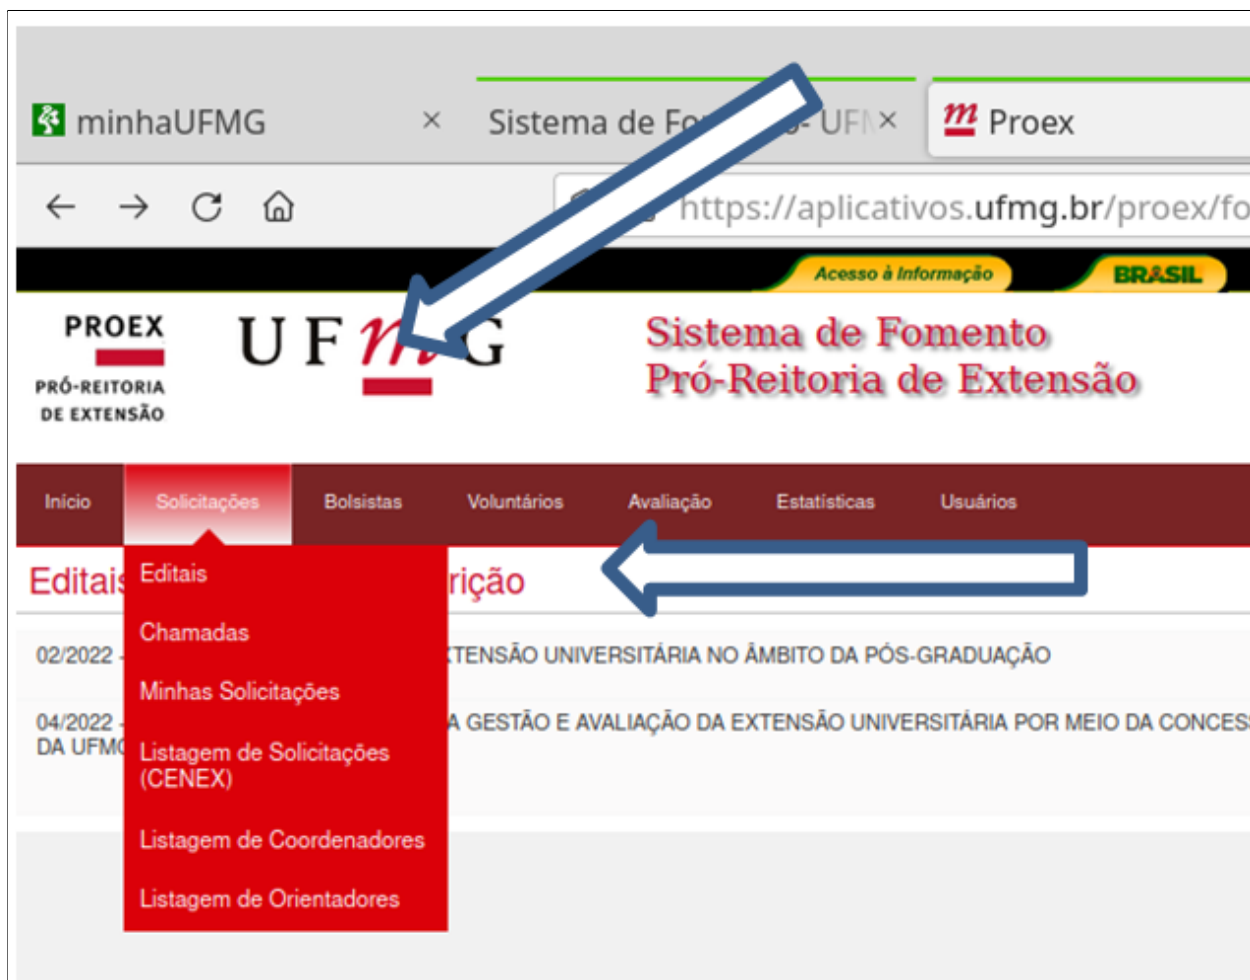 minhaUFMG
Sistema de Fo - UFM
m Proex
https://aplicativos.ufmg.br/proex/fo
Acesso à Informação
BRASIL
PROEX
PRÓ-REITORIA
DE EXTENSÃO
UFmG
Sistema de Fomento
Pró-Reitoria de Extensão
Início Solicitações Bolsistas Voluntários Avaliação Estatísticas Usuários
Editais rição
Editais
Chamadas
Minhas Solicitações
Listagem de Solicitações
(CENEX)
Listagem de Coordenadores
Listagem de Orientadores
02/2022 - XTENSÃO UNIVERSITÁRIA NO ÂMBITO DA PÓS-GRADUAÇÃO
04/2022 - A GESTÃO E AVALIAÇÃO DA EXTENSÃO UNIVERSITÁRIA POR MEIO DA CONCES
DA UFMG